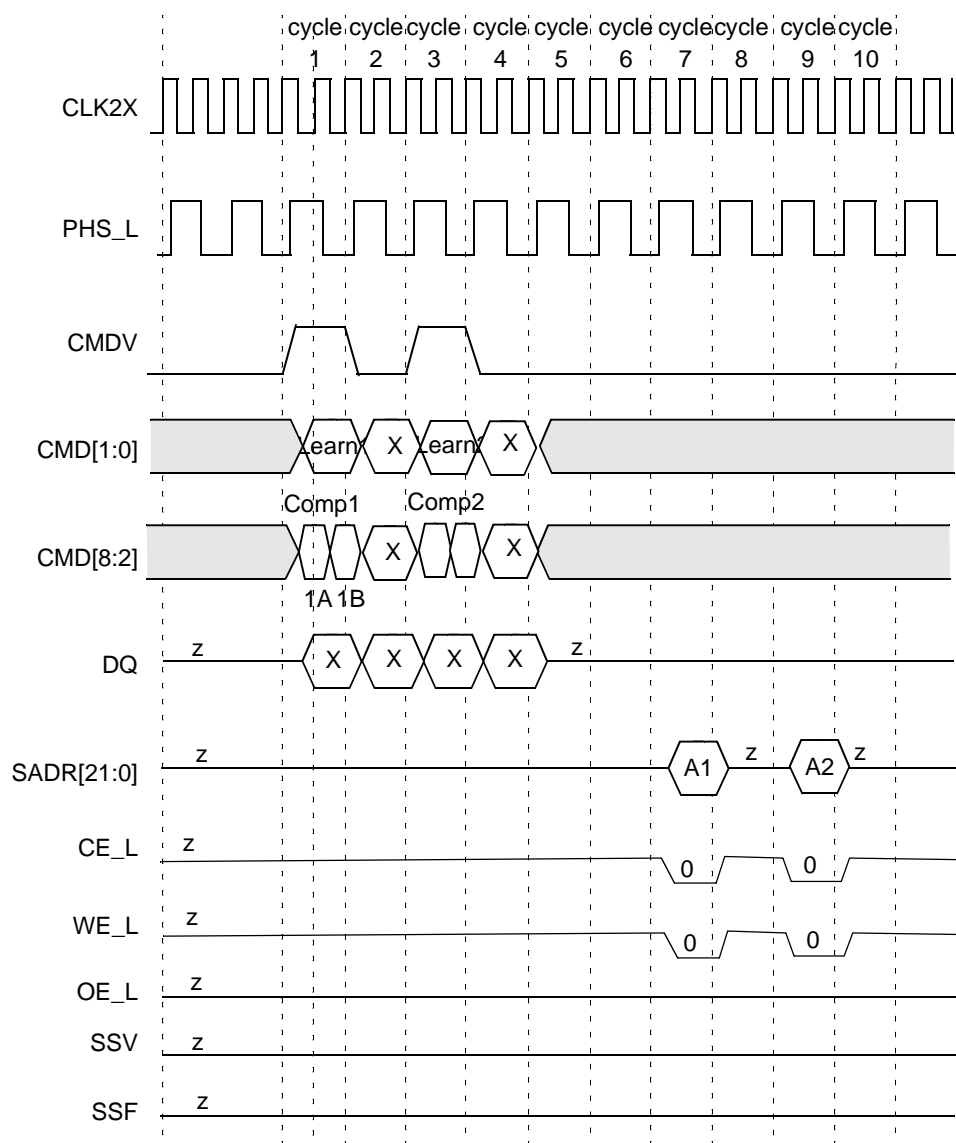 cycle cycle cycle cycle cycle cycle cycle cycle cycle cycle
1 2 3 4 5 6 7 8 9 10
CLK2X
PHS_L
CMDV
CMD[1:0] Learn1 X Learn2 X
Comp1 Comp2
CMD[8:2] X X
1A 1B
DQ z X X X X z
SADR[21:0] z A1 z A2 z
CE_L z 0 0
WE_L z 0 0
OE_L z
SSV z
SSF z